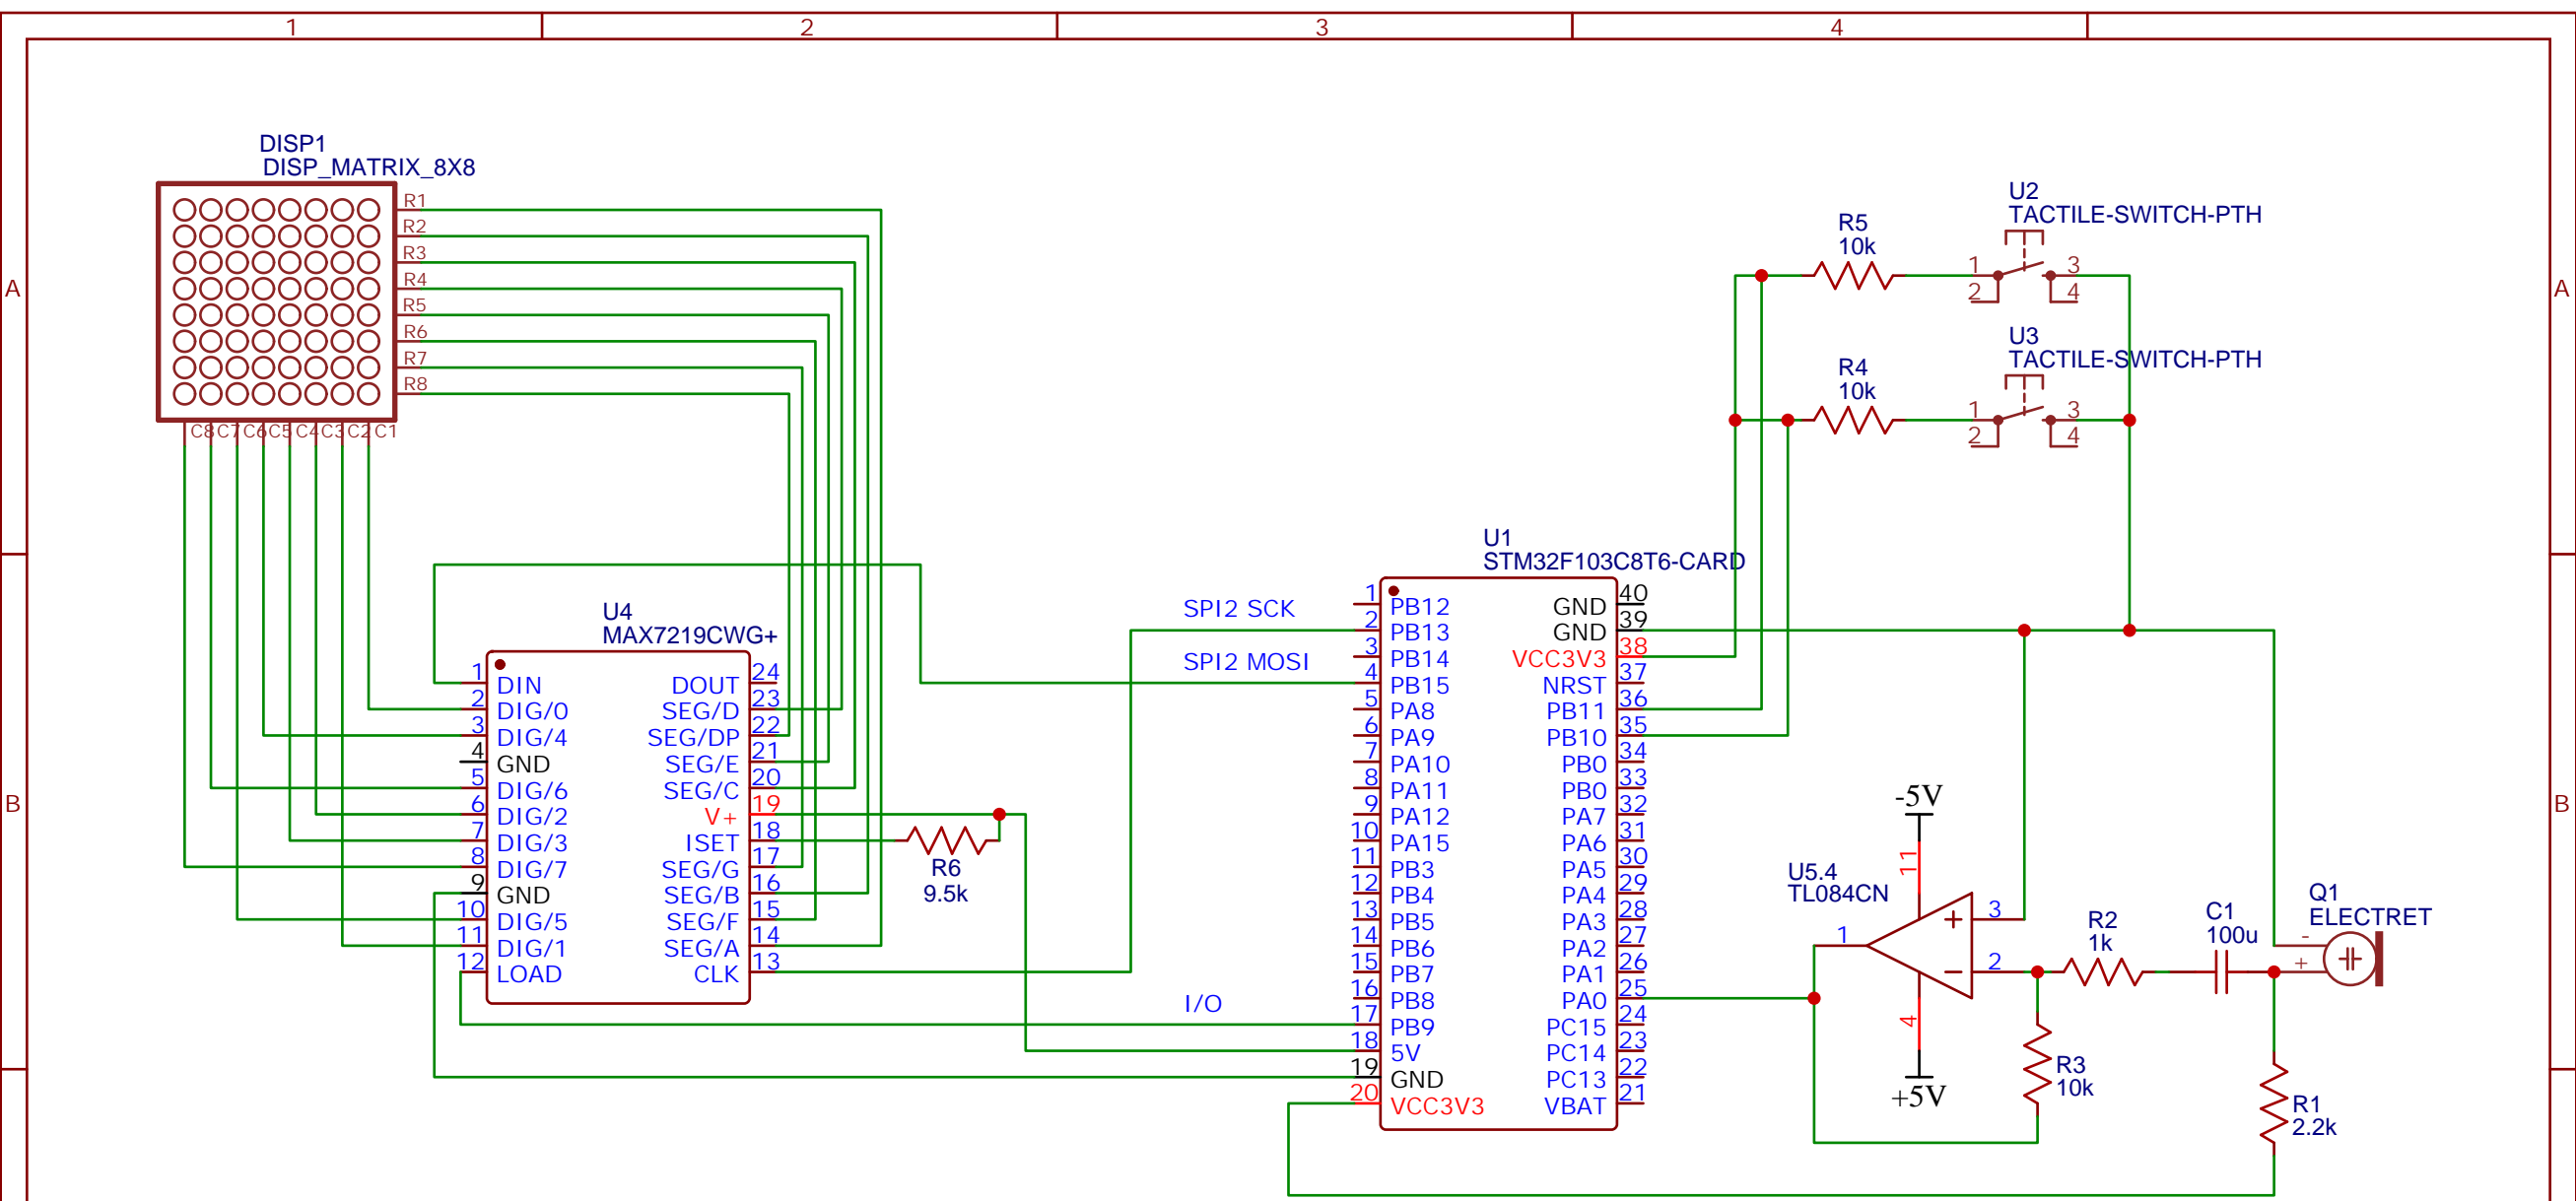 1 2 3 4
A A
B B
DISP1
DISP_MATRIX_8X8
R1
R2
R3
R4
R5
R6
R7
R8
C8 C7 C6 C5 C4 C3 C2 C1
U4
MAX7219CWG+
1 DIN DOUT 24
2 DIG/0 SEG/D 23
3 DIG/4 SEG/DP 22
4 GND SEG/E 21
5 DIG/6 SEG/C 20
6 DIG/2 V+ 19
7 DIG/3 ISET 18
8 DIG/7 SEG/G 17
9 GND SEG/B 16
10 DIG/5 SEG/F 15
11 DIG/1 SEG/A 14
12 LOAD CLK 13
R6
9.5k
SPI2 SCK
SPI2 MOSI
I/O
U1
STM32F103C8T6-CARD
1 PB12 GND 40
2 PB13 GND 39
3 PB14 VCC3V3 38
4 PB15 NRST 37
5 PA8 PB11 36
6 PA9 PB10 35
7 PA10 PB0 34
8 PA11 PB0 33
9 PA12 PA7 32
10 PA15 PA6 31
11 PB3 PA5 30
12 PB4 PA4 29
13 PB5 PA3 28
14 PB6 PA2 27
15 PB7 PA1 26
16 PB8 PA0 25
17 PB9 PC15 24
18 5V PC14 23
19 GND PC13 22
20 VCC3V3 VBAT 21
R5
10k
U2
TACTILE-SWITCH-PTH
1 3
2 4
R4
10k
U3
TACTILE-SWITCH-PTH
1 3
2 4
-5V
11
U5.4
TL084CN
1
+ 3
− 2
4
+5V
R2
1k
C1
100u
Q1
ELECTRET
-
+
R3
10k
R1
2.2k